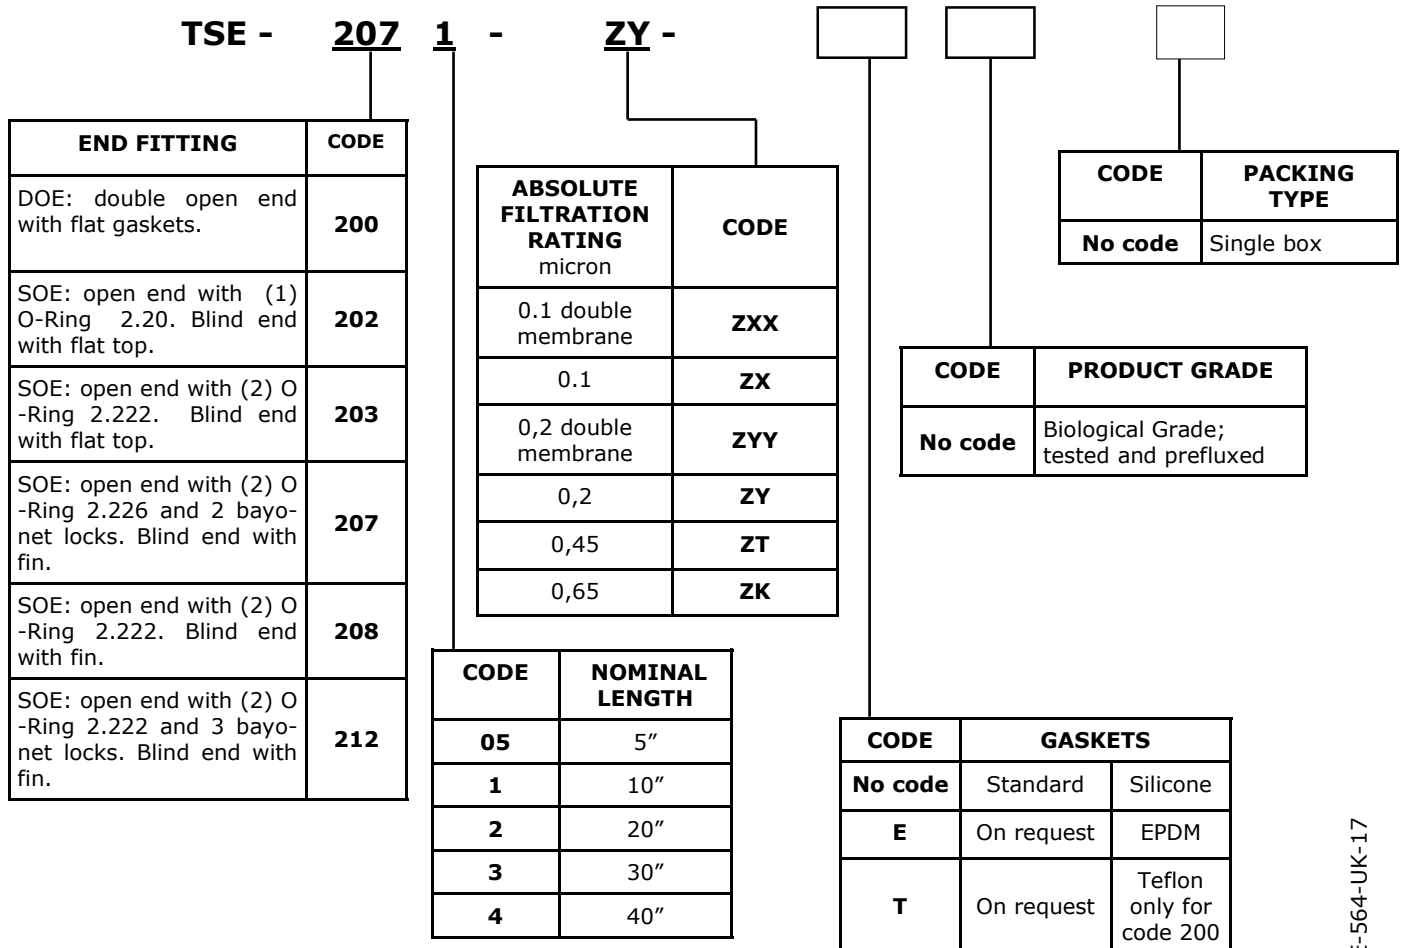 TSE - 207 1 - ZY -
END FITTING CODE
DOE: double open end
with flat gaskets.
200
SOE: open end with (1)
O-Ring 2.20. Blind end
with flat top.
202
SOE: open end with (2) O
-Ring 2.222. Blind end
with flat top.
203
SOE: open end with (2) O
-Ring 2.226 and 2 bayo-
net locks. Blind end with
fin.
207
SOE: open end with (2) O
-Ring 2.222. Blind end
with fin.
208
SOE: open end with (2) O
-Ring 2.222 and 3 bayo-
net locks. Blind end with
fin.
212
ABSOLUTE
FILTRATION
RATING
micron
CODE
0.1 double
membrane
ZXX
0.1 ZX
0,2 double
membrane
ZYY
0,2 ZY
0,45 ZT
0,65 ZK
CODE NOMINAL
LENGTH
05 5″
1 10″
2 20″
3 30″
4 40″
CODE PACKING
TYPE
No code Single box
CODE PRODUCT GRADE
No code Biological Grade;
tested and prefluxed
CODE GASKETS
No code Standard Silicone
E On request EPDM
T On request Teflon
only for
code 200
-564-UK-17